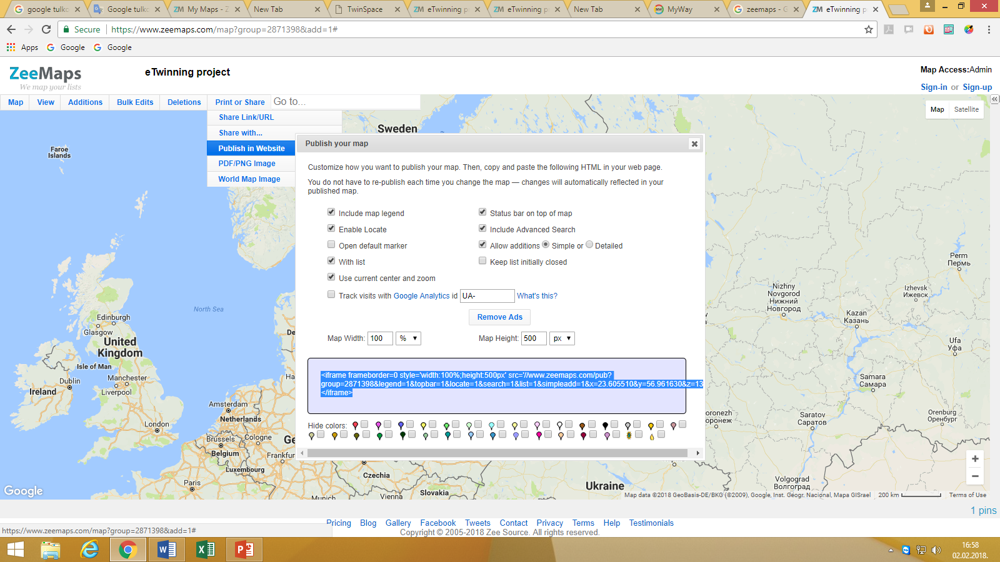 google tulko
Google tulko
My Maps - Z
New Tab
TwinSpace
eTwinning p
eTwinning p
New Tab
MyWay
zeemaps - G
eTwinning p
Secure
https://www.zeemaps.com/map?group=2871398&add=1#
Apps
Google
Google
ZeeMaps
We map your lists
eTwinning project
Map Access:Admin
Sign-in or Sign-up
Map
View
Additions
Bulk Edits
Deletions
Print or Share
Go to...
Share Link/URL
Share with...
Publish in Website
PDF/PNG Image
World Map Image
Map
Satellite
Publish your map
Customize how you want to publish your map. Then, copy and paste the following HTML in your web page.
You do not have to re-publish each time you change the map — changes will automatically reflected in your
published map.
Include map legend
Status bar on top of map
Enable Locate
Include Advanced Search
Open default marker
Allow additions Simple or Detailed
With list
Keep list initially closed
Use current center and zoom
Track visits with Google Analytics id UA- What's this?
Remove Ads
Map Width: 100 %
Map Height: 500 px
<iframe frameborder=0 style='width:100%;height:500px' src='//www.zeemaps.com/pub?
group=2871398&legend=1&topbar=1&locate=1&search=1&list=1&simpleadd=1&x=23.605510&y=56.961630&z=13
</iframe>
Hide colors:
Sweden
Faroe
Islands
North Sea
Edinburgh
Glasgow
United
Kingdom
Isle of Man
Dublin
Manchester
Ireland
Liverpool
Amsterdam
Netherlands
London
Brussels
Cologne
Belgium
Frankfur
Luxembourg
Paris
De
Ha
Ge
Munich
Czechia
Vienna
Slovakia
Ukraine
Perm
Пермь
Nizhny
Novgorod
Нижний
Новгород
Izhevsk
Ижевск
Kazan
Казань
Ufa
Уфа
Samara
Самара
oronezh
оронеж
Saratov
Саратов
Orenburg
Оренбург
Volgograd
Волгоград
Google
Map data ©2018 GeoBasis-DE/BKG (©2009), Google, Inst. Geogr. Nacional, Mapa GISrael
200 km
Terms of Use
1 pins
Pricing
Blog
Gallery
Facebook
Tweets
Contact
Privacy
Terms
Help
Testimonials
Copyright © 2005-2018 Zee Source. All rights reserved.
https://www.zeemaps.com/map?group=2871398&add=1#
16:58
02.02.2018.